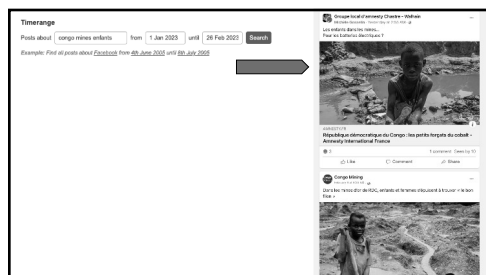 Timerange
Posts about congo mines enfants from 1 Jan 2023 until 26 Feb 2023 Search
Example: Find all posts about Facebook from 4th June 2005 until 8th July 2005
Groupe local d'amnesty Chastre - Walhain
Les enfants dans les mines...
Pour les batteries électriques ?
AMNESTY.FR
République démocratique du Congo : les petits forçats du cobalt -
Amnesty International France
2
1 comment Seen by 10
Like Comment Share
Congo Mining
Dans les mines d'or de RDC, enfants et femmes s'épuisent à trouver « le bon
filon »